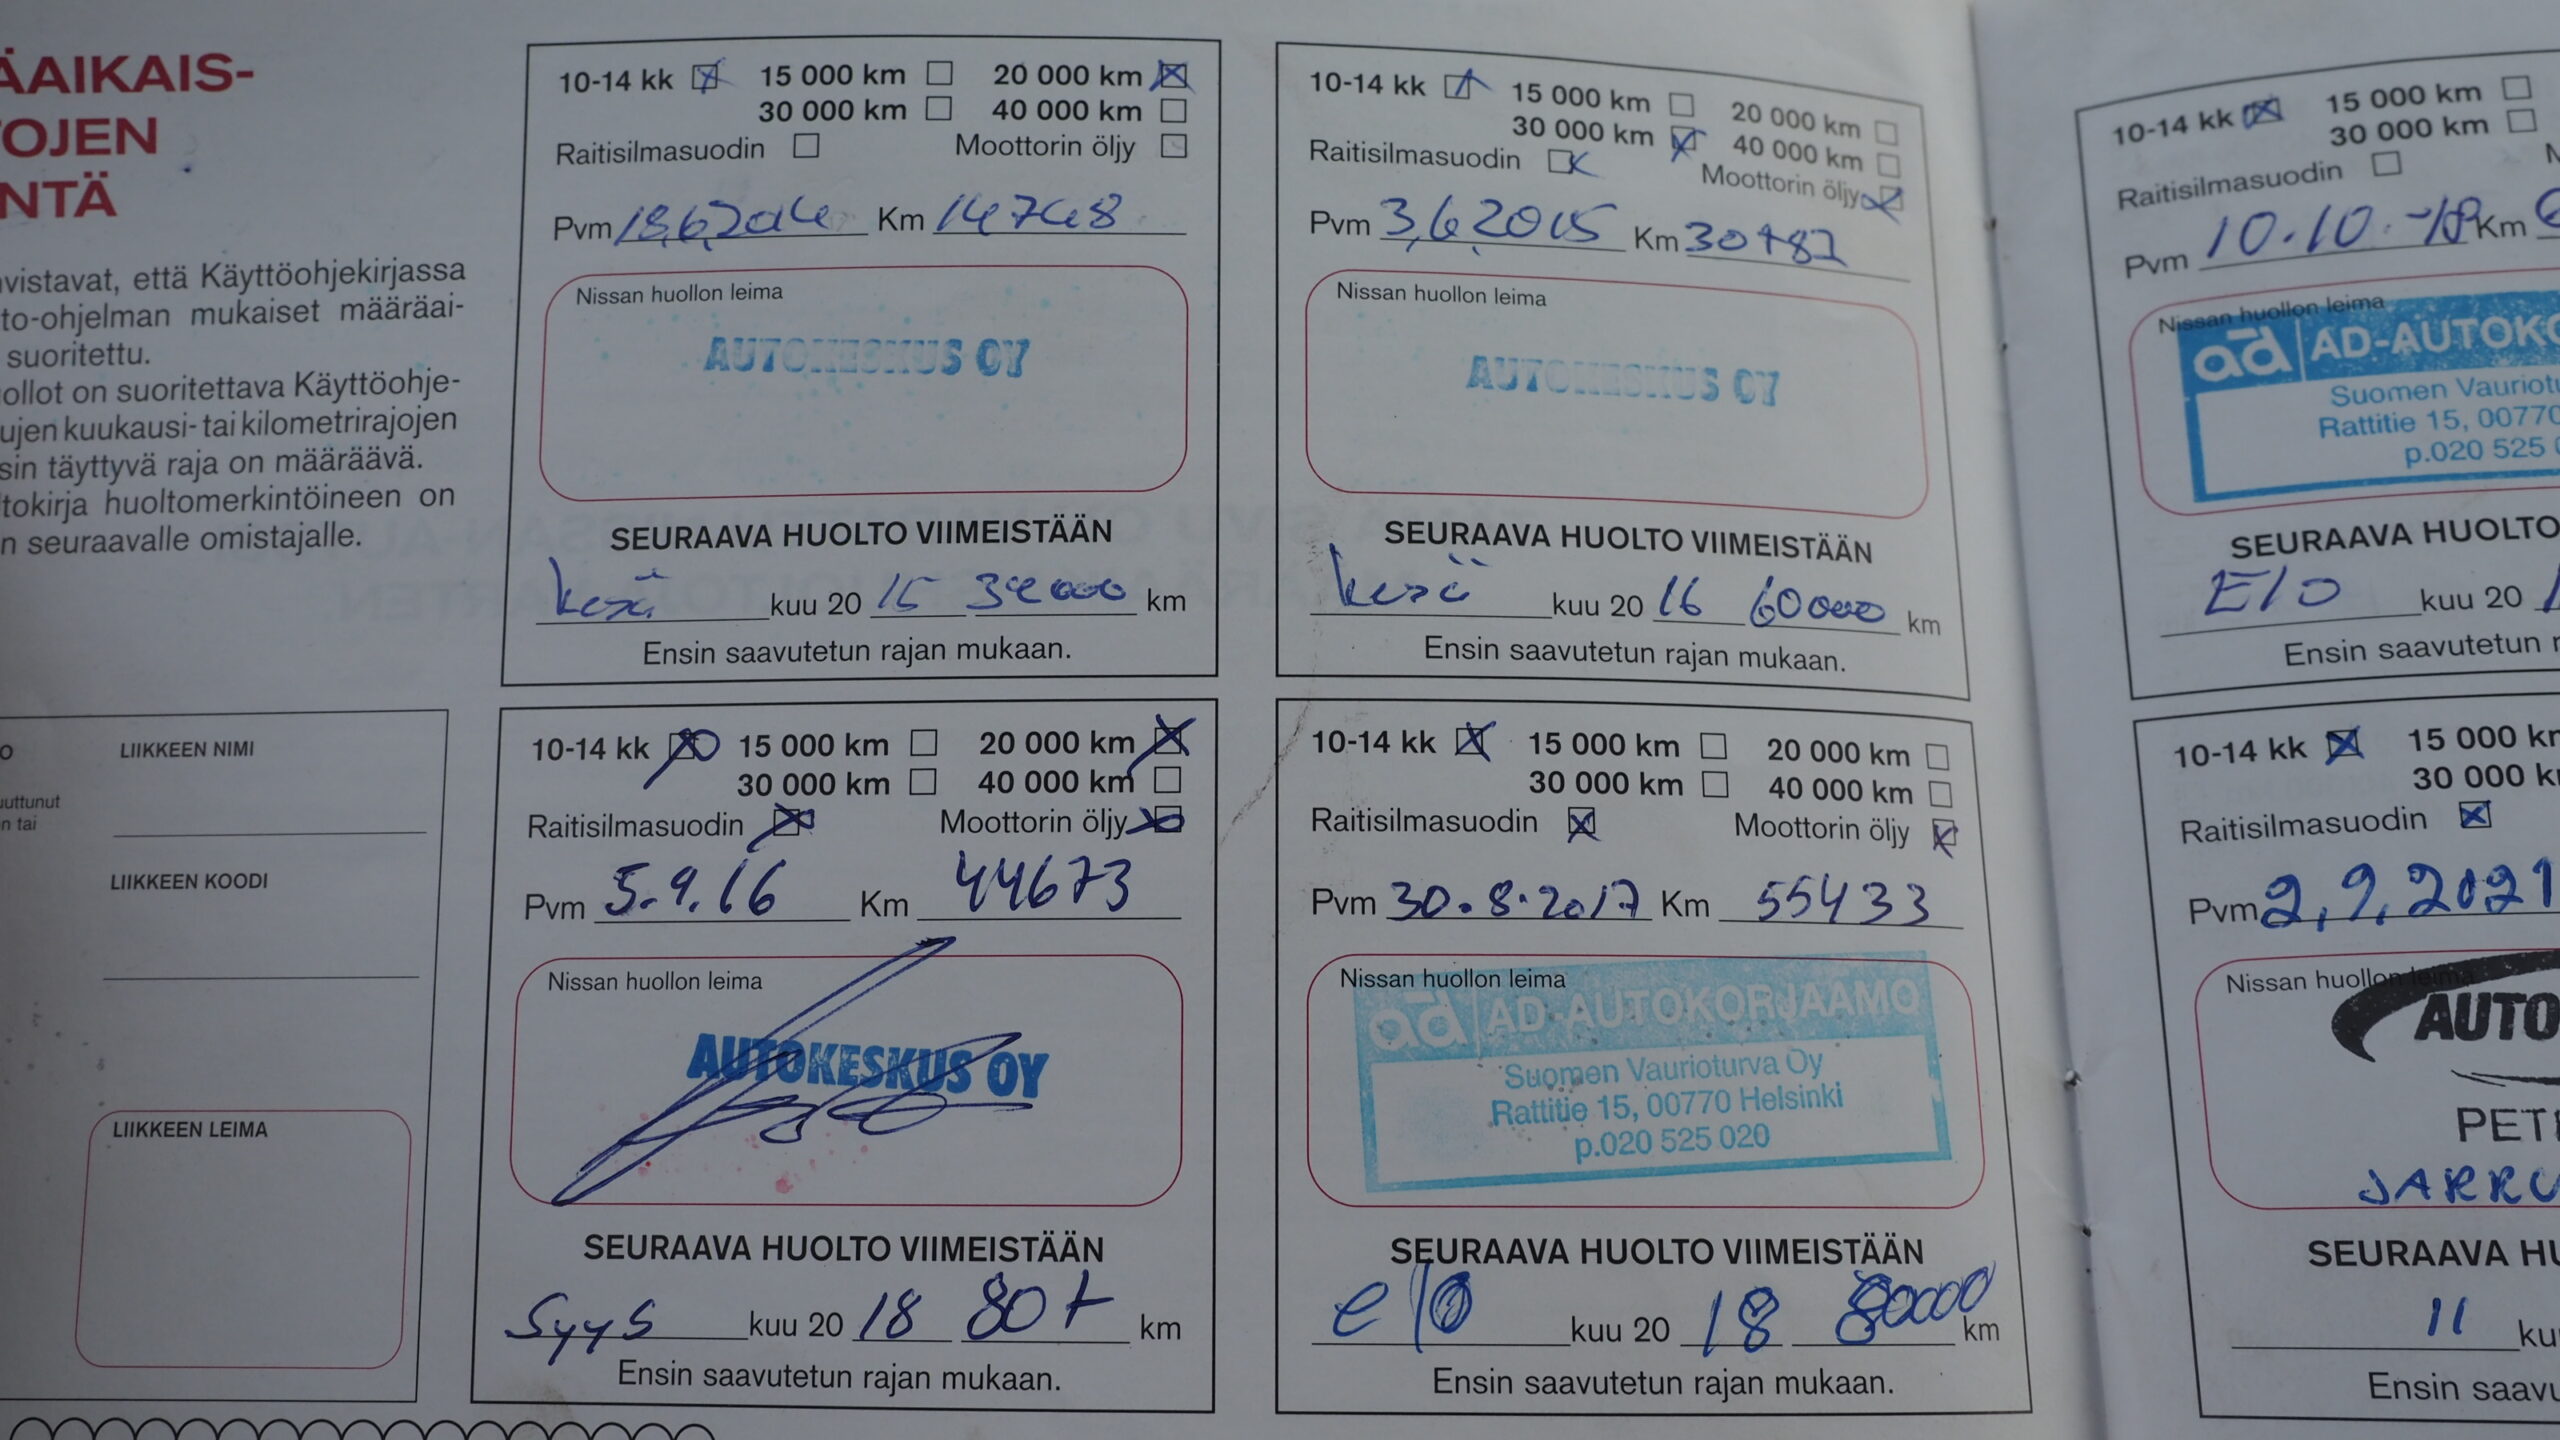 ÄAIKAIS-
OJEN
NTÄ
vistavat, että Käyttöohjekirjassa
to-ohjelman mukaiset määräai-
suoritettu.
ollot on suoritettava Käyttöohje-
ujen kuukausi- tai kilometrirajojen
sin täyttyvä raja on määräävä.
tokirja huoltomerkintöineen on
n seuraavalle omistajalle.
LIIKKEEN NIMI
uuttunut
n tai
LIIKKEEN KOODI
LIIKKEEN LEIMA
10-14 kk 15 000 km 20 000 km
30 000 km 40 000 km
Raitisilmasuodin Moottorin öljy
Pvm 18.6.2014 Km 14748
Nissan huollon leima
AUTOKESKUS OY
SEURAAVA HUOLTO VIIMEISTÄÄN
kesä kuu 20 15 km
Ensin saavutetun rajan mukaan.
10-14 kk 15 000 km 20 000 km
30 000 km 40 000 km
Raitisilmasuodin Moottorin öljy
Pvm 3.6.2015 Km
Nissan huollon leima
AUTOKESKUS OY
SEURAAVA HUOLTO VIIMEISTÄÄN
kesä kuu 20 16 60000 km
Ensin saavutetun rajan mukaan.
10-14 kk 15 000 km 20 000 km
30 000 km 40 000 km
Raitisilmasuodin Moottorin öljy
Pvm 5.9.16 Km 44673
Nissan huollon leima
AUTOKESKUS OY
SEURAAVA HUOLTO VIIMEISTÄÄN
syys kuu 20 18 80t km
Ensin saavutetun rajan mukaan.
10-14 kk 15 000 km 20 000 km
30 000 km 40 000 km
Raitisilmasuodin Moottorin öljy
Pvm 30.8.2017 Km 55433
Nissan huollon leima
ad AD-AUTOKORJAAMO
Suomen Vaurioturva Oy
Rattitie 15, 00770 Helsinki
p.020 525 020
SEURAAVA HUOLTO VIIMEISTÄÄN
elo kuu 20 18 80000 km
Ensin saavutetun rajan mukaan.
10-14 kk 15 000 km
30 000 km
Raitisilmasuodin
Pvm 10.10.-18 Km
Nissan huollon leima
ad AD-AUTOKO
Suomen Vauriotu
Rattitie 15, 00770
p.020 525 0
SEURAAVA HUOLTO
ELO kuu 20
Ensin saavutetun r
10-14 kk 15 000 km
30 000 k
Raitisilmasuodin
Pvm 2.9.2021
Nissan huollon leima
AUTO
PET
JARRU
SEURAAVA HU
11 ku
Ensin saavu